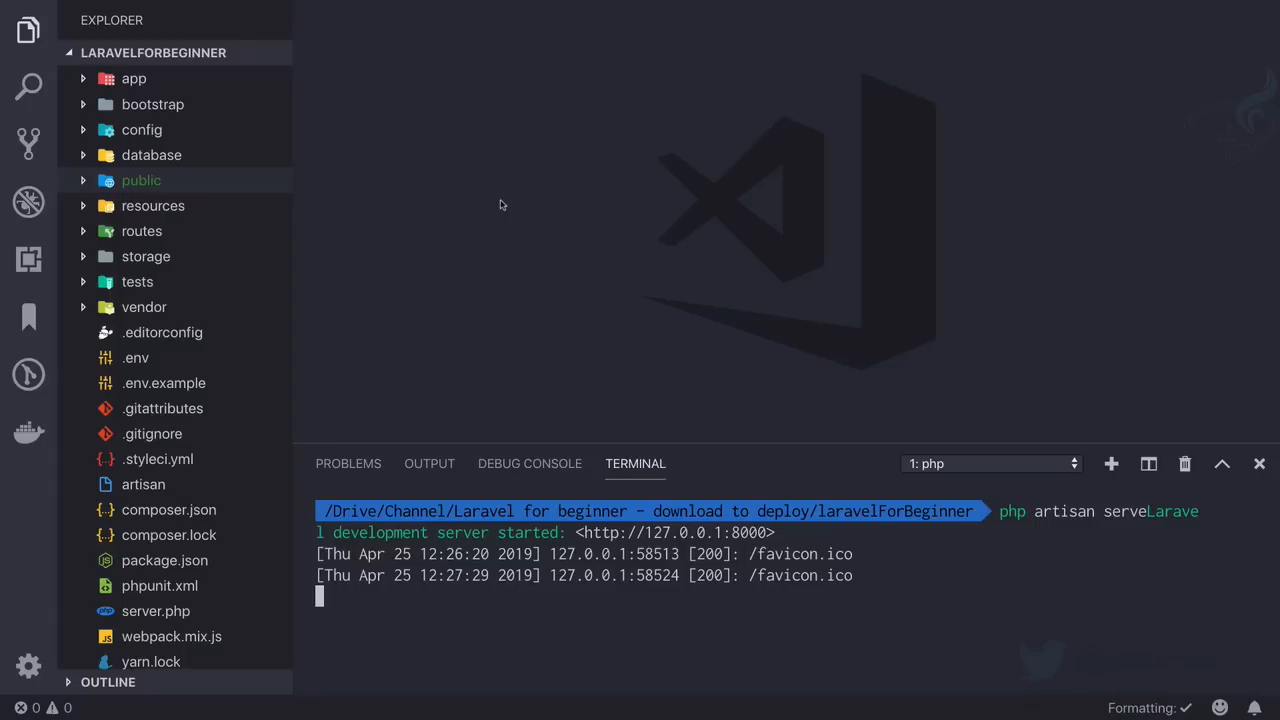 EXPLORER
LARAVELFORBEGINNER
app
bootstrap
config
database
public
resources
routes
storage
tests
vendor
.editorconfig
.env
.env.example
.gitattributes
.gitignore
.styleci.yml
artisan
composer.json
composer.lock
package.json
phpunit.xml
server.php
webpack.mix.js
yarn.lock
OUTLINE
PROBLEMS OUTPUT DEBUG CONSOLE TERMINAL 1: php
/Drive/Channel/Laravel for beginner - download to deploy/laravelForBeginner php artisan serveLarave
l development server started: <http://127.0.0.1:8000>
[Thu Apr 25 12:26:20 2019] 127.0.0.1:58513 [200]: /favicon.ico
[Thu Apr 25 12:27:29 2019] 127.0.0.1:58524 [200]: /favicon.ico
0 0 Formatting: ✓